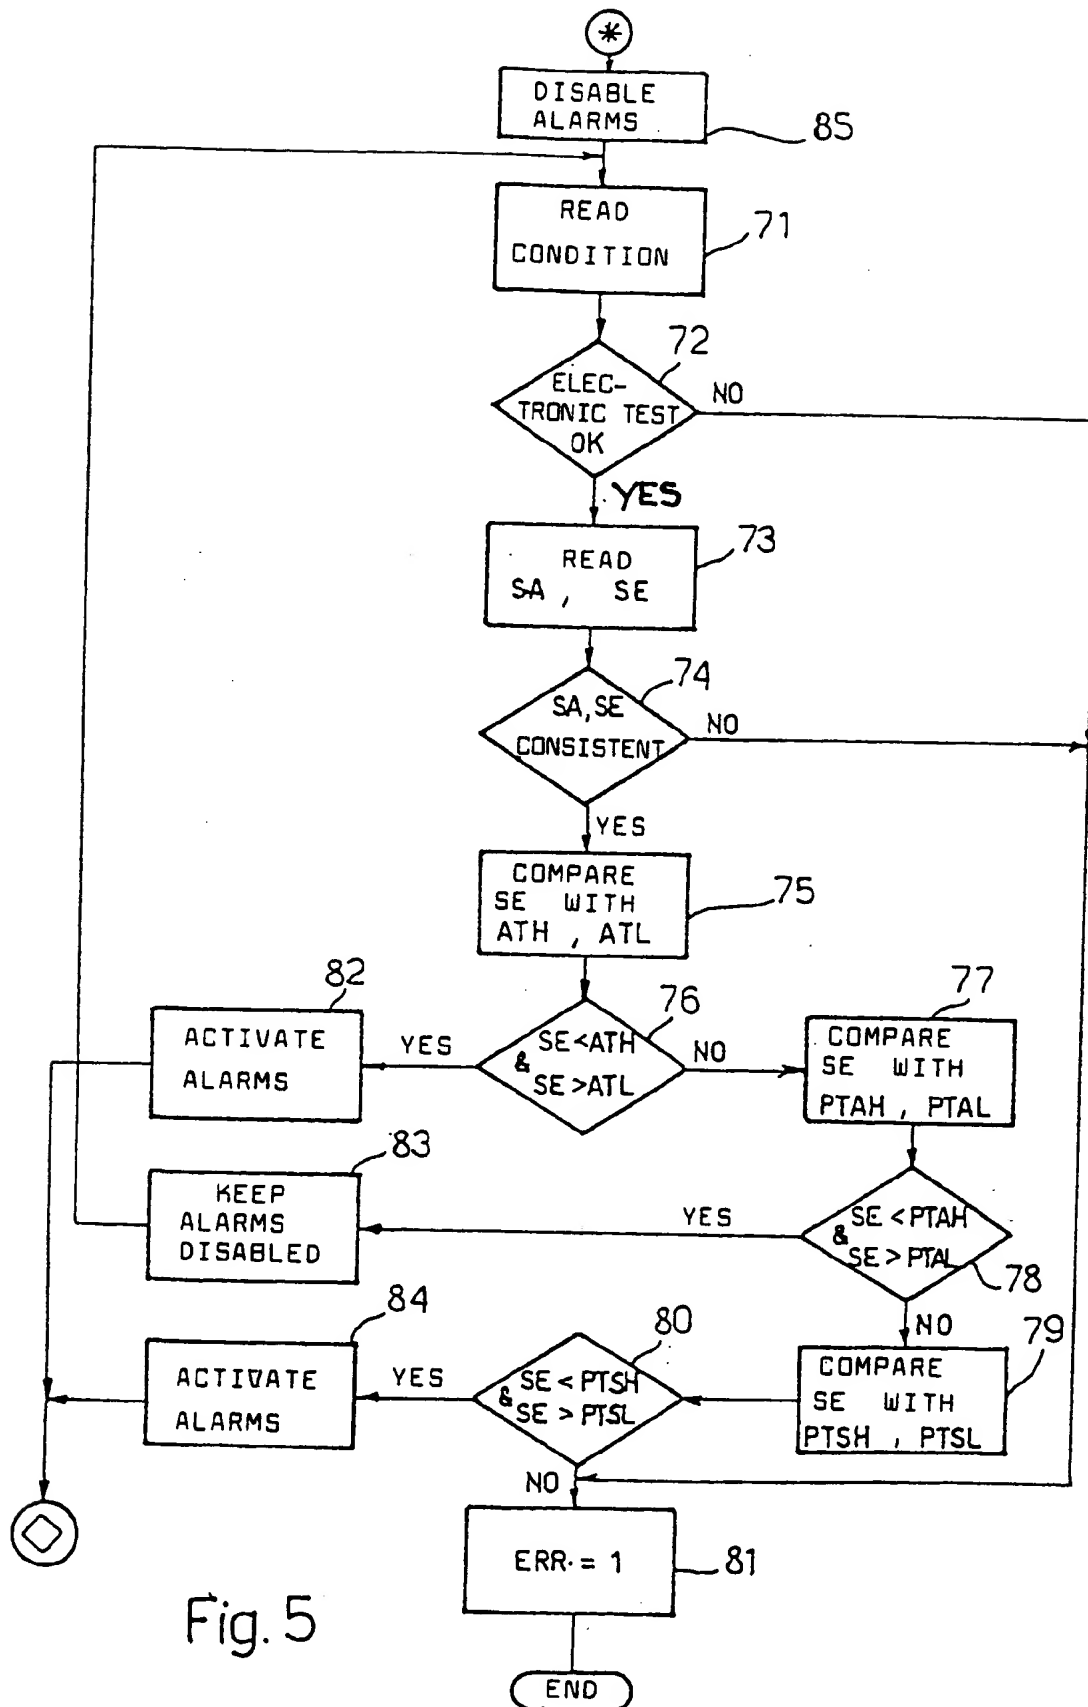 *
DISABLE
ALARMS
85
READ
CONDITION
71
72
ELEC-
TRONIC TEST
OK
NO
YES
READ
SA , SE
73
74
SA, SE
CONSISTENT
NO
YES
COMPARE
SE WITH
ATH , ATL
75
82
ACTIVATE
ALARMS
YES
76
SE<ATH
&
SE>ATL
NO
77
COMPARE
SE WITH
PTAH , PTAL
83
KEEP
ALARMS
DISABLED
YES
SE<PTAH
&
SE>PTAL
78
NO
84
ACTIVATE
ALARMS
YES
80
SE<PTSH
&
SE>PTSL
79
COMPARE
SE WITH
PTSH , PTSL
NO
ERR = 1
81
Fig. 5
END